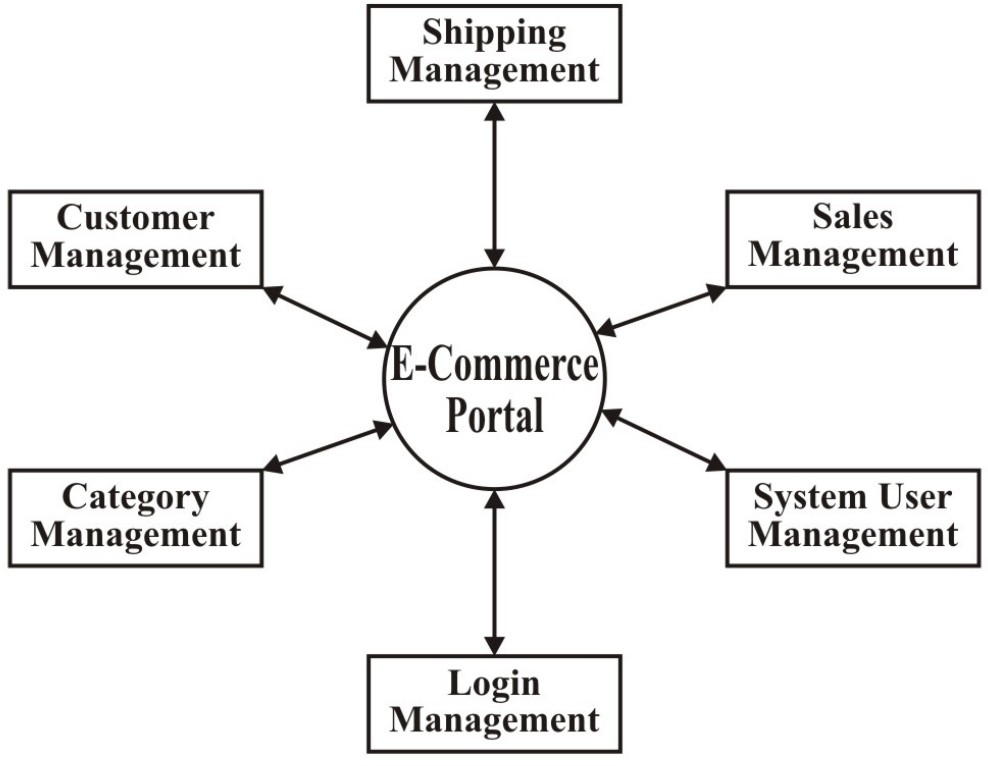 Shipping
Management
Customer
Management
Sales
Management
E-Commerce
Portal
Category
Management
System User
Management
Login
Management